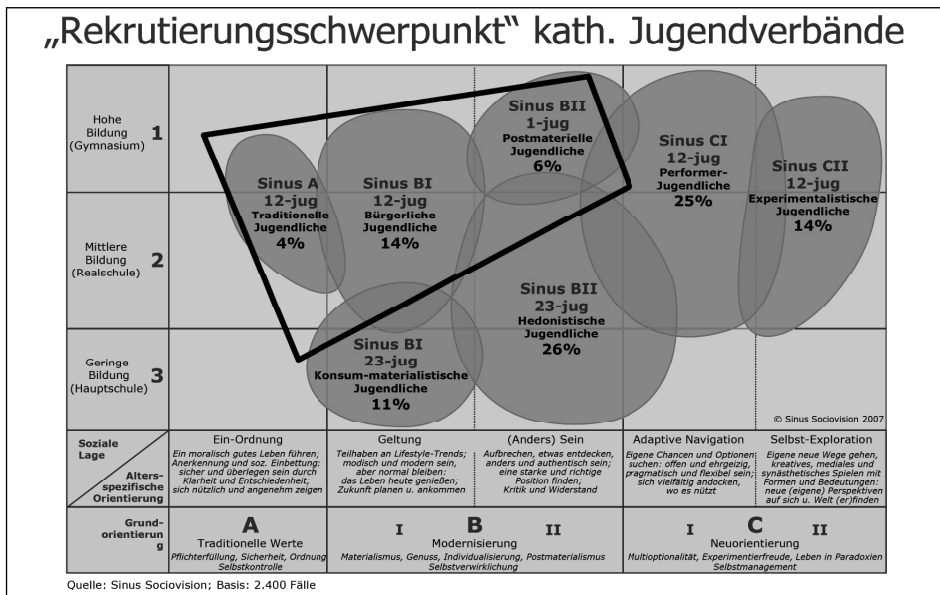 „Rekrutierungsschwerpunkt“ kath. Jugendverbände
Hohe
Bildung
(Gymnasium)
1
Mittlere
Bildung
(Realschule)
2
Geringe
Bildung
(Hauptschule)
3
Sinus A
12-jug
Traditionelle
Jugendliche
4%
Sinus BI
12-jug
Bürgerliche
Jugendliche
14%
Sinus BII
1-jug
Postmaterielle
Jugendliche
6%
Sinus CI
12-jug
Performer-
Jugendliche
25%
Sinus CII
12-jug
Experimentalistische
Jugendliche
14%
Sinus BI
23-jug
Konsum-materialistische
Jugendliche
11%
Sinus BII
23-jug
Hedonistische
Jugendliche
26%
© Sinus Sociovision 2007
Soziale
Lage
Alters-
spezifische
Orientierung
Ein-Ordnung
Ein moralisch gutes Leben führen;
Anerkennung und soz. Einbettung;
sicher und überlegen sein durch
Klarheit und Entschiedenheit;
sich nützlich und angenehm zeigen
Geltung
Teilhaben an Lifestyle-Trends;
modisch und modern sein,
aber normal bleiben:
das Leben heute genießen;
Zukunft planen u. ankommen
(Anders) Sein
Aufbrechen, etwas entdecken,
anders und authentisch sein;
eine starke und richtige
Position finden;
Kritik und Widerstand
Adaptive Navigation
Eigene Chancen und Optionen
suchen: offen und ehrgeizig,
pragmatisch und flexibel sein;
sich vielfältig andocken,
wo es nützt
Selbst-Exploration
Eigene neue Wege gehen,
kreatives, mediales und
synästhetisches Spielen mit
Formen und Bedeutungen:
neue (eigene) Perspektiven
auf sich u. Welt (er)finden
Grund-
orientierun
g
A
Traditionelle Werte
Pflichterfüllung, Sicherheit, Ordnung
Selbstkontrolle
I B II
Modernisierung
Materialismus, Genuss, Individualisierung, Postmaterialismus
Selbstverwirklichung
I C II
Neuorientierung
Multioptionalität, Experimentierfreude, Leben in Paradoxien
Selbstmanagement
Quelle: Sinus Sociovision; Basis: 2.400 Fälle